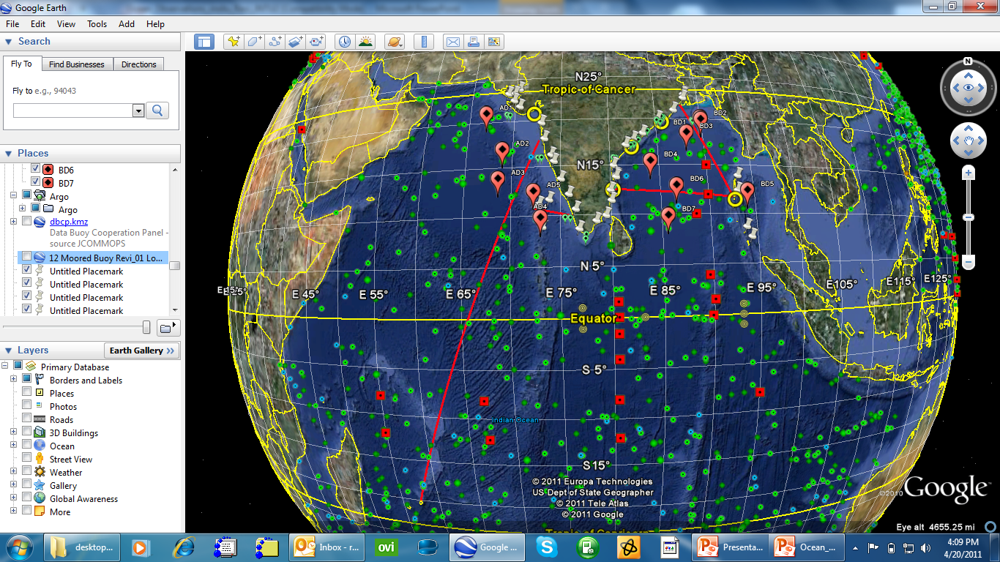 Google Earth
File Edit View Tools Add Help
Search
Fly To Find Businesses Directions
Fly to e.g., 94043
Places
BD6
BD7
Argo
Argo
dbcp.kmz
Data Buoy Cooperation Panel -
source JCOMMOPS
12 Moored Buoy Revi_01 Lo...
Untitled Placemark
Untitled Placemark
Untitled Placemark
Untitled Placemark
Layers
Earth Gallery >>
Primary Database
Borders and Labels
Places
Photos
Roads
3D Buildings
Ocean
Street View
Weather
Gallery
Global Awareness
More
N
N25°
Tropic of Cancer
AD1
BD2
BD1
BD3
AD2
BD4
N15°
AD3
BD6
BD5
AD5
AD4
BD7
N 5°
E 45°
E 55°
E 65°
E 75°
E 85°
E 95°
E105°
E115°
E125°
Equator
S 5°
Indian Ocean
S 15°
© 2011 Europa Technologies
US Dept of State Geographer
© 2011 Tele Atlas
© 2011 Google
©2010 Google™
Tropic of Capricorn
Eye alt 4655.25 mi
desktop...
Inbox - r...
ovi
Google ...
Presenta...
Ocean_...
4:09 PM
4/20/2011